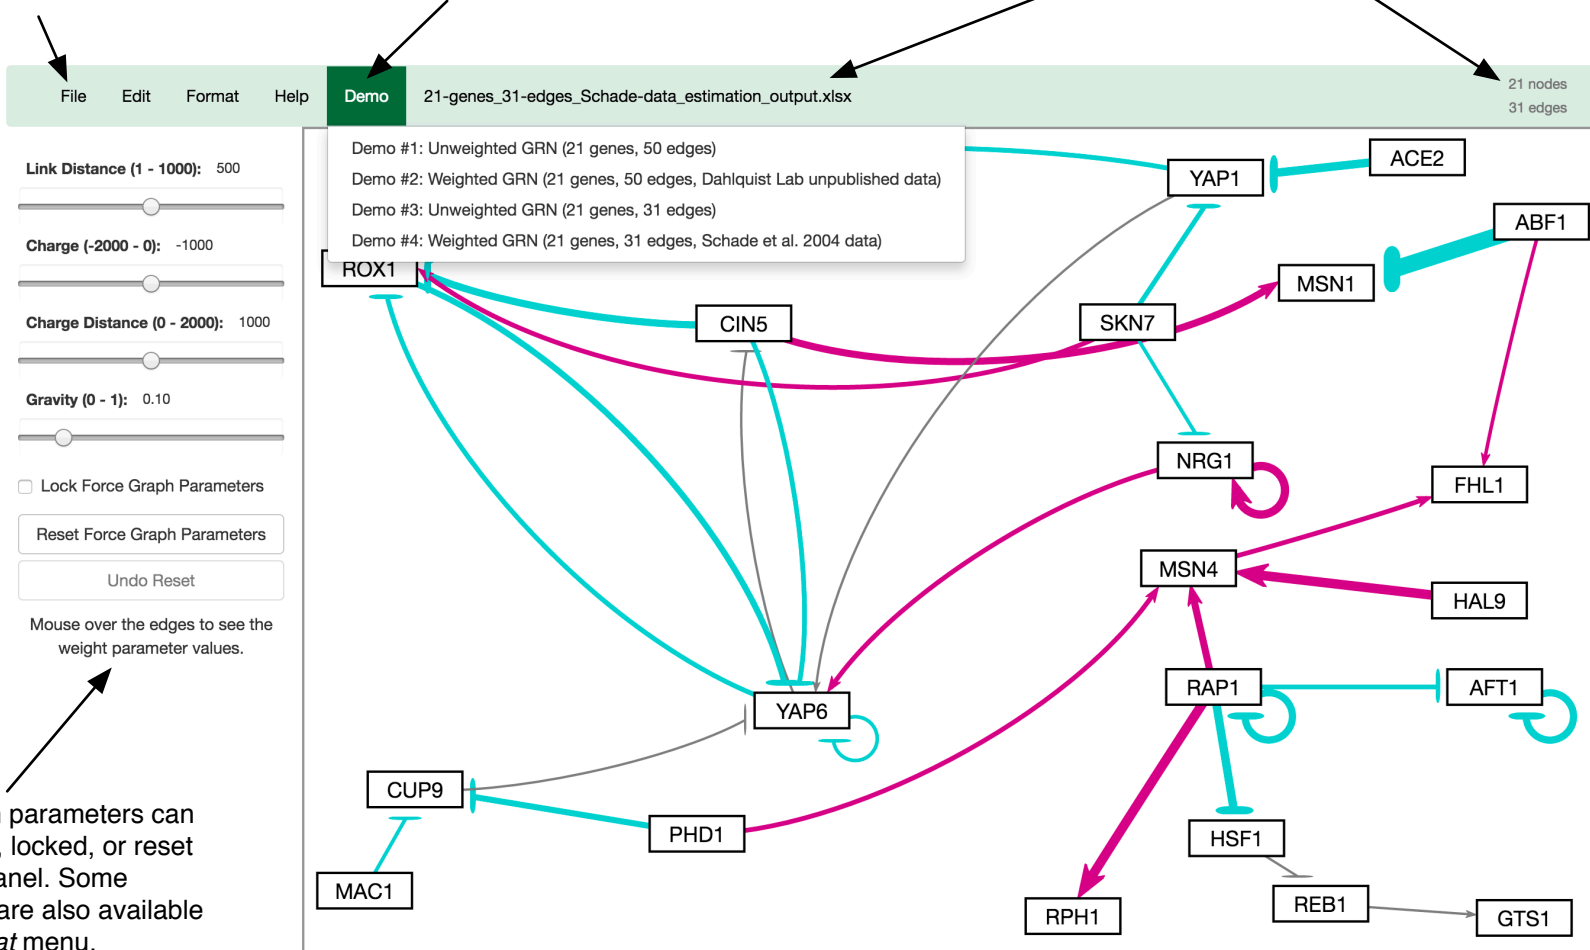 File Edit Format Help Demo 21-genes_31-edges_Schade-data_estimation_output.xlsx
21 nodes
31 edges
Link Distance (1 - 1000): 500
Charge (-2000 - 0): -1000
Charge Distance (0 - 2000): 1000
Gravity (0 - 1): 0.10
Lock Force Graph Parameters
Reset Force Graph Parameters
Undo Reset
Mouse over the edges to see the
weight parameter values.
parameters can
, locked, or reset
anel. Some
are also available
at menu.
Demo #1: Unweighted GRN (21 genes, 50 edges)
Demo #2: Weighted GRN (21 genes, 50 edges, Dahlquist Lab unpublished data)
Demo #3: Unweighted GRN (21 genes, 31 edges)
Demo #4: Weighted GRN (21 genes, 31 edges, Schade et al. 2004 data)
ACE2
YAP1
ABF1
ROX1
MSN1
CIN5
SKN7
NRG1
FHL1
MSN4
HAL9
RAP1
AFT1
YAP6
CUP9
PHD1
HSF1
MAC1
REB1
RPH1
GTS1